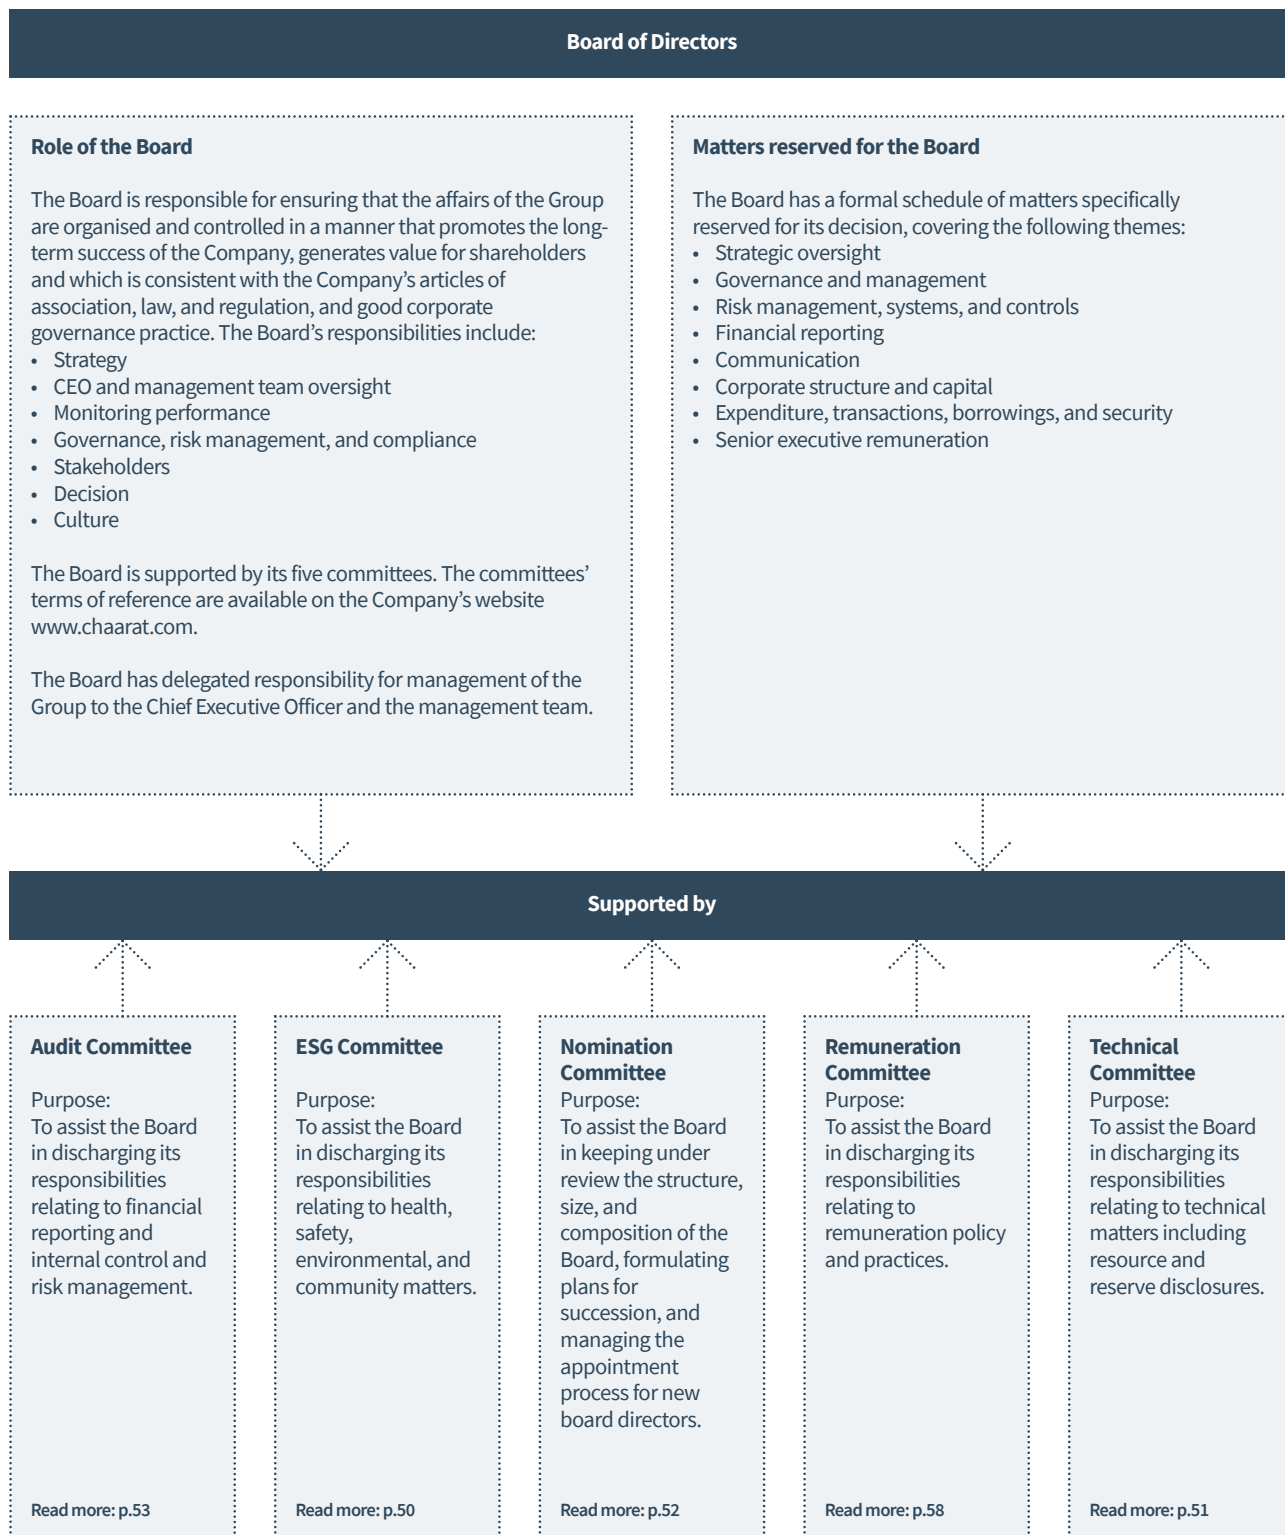 Board of Directors
Role of the Board
The Board is responsible for ensuring that the affairs of the Group
are organised and controlled in a manner that promotes the long-
term success of the Company, generates value for shareholders
and which is consistent with the Company's articles of
association, law, and regulation, and good corporate
governance practice. The Board's responsibilities include:
• Strategy
• CEO and management team oversight
• Monitoring performance
• Governance, risk management, and compliance
• Stakeholders
• Decision
• Culture
The Board is supported by its five committees. The committees'
terms of reference are available on the Company's website
www.chaarat.com.
The Board has delegated responsibility for management of the
Group to the Chief Executive Officer and the management team.
Matters reserved for the Board
The Board has a formal schedule of matters specifically
reserved for its decision, covering the following themes:
• Strategic oversight
• Governance and management
• Risk management, systems, and controls
• Financial reporting
• Communication
• Corporate structure and capital
• Expenditure, transactions, borrowings, and security
• Senior executive remuneration
Supported by
Audit Committee
Purpose:
To assist the Board
in discharging its
responsibilities
relating to financial
reporting and
internal control and
risk management.
Read more: p.53
ESG Committee
Purpose:
To assist the Board
in discharging its
responsibilities
relating to health,
safety,
environmental, and
community matters.
Read more: p.50
Nomination
Committee
Purpose:
To assist the Board
in keeping under
review the structure,
size, and
composition of the
Board, formulating
plans for
succession, and
managing the
appointment
process for new
board directors.
Read more: p.52
Remuneration
Committee
Purpose:
To assist the Board
in discharging its
responsibilities
relating to
remuneration policy
and practices.
Read more: p.58
Technical
Committee
Purpose:
To assist the Board
in discharging its
responsibilities
relating to technical
matters including
resource and
reserve disclosures.
Read more: p.51